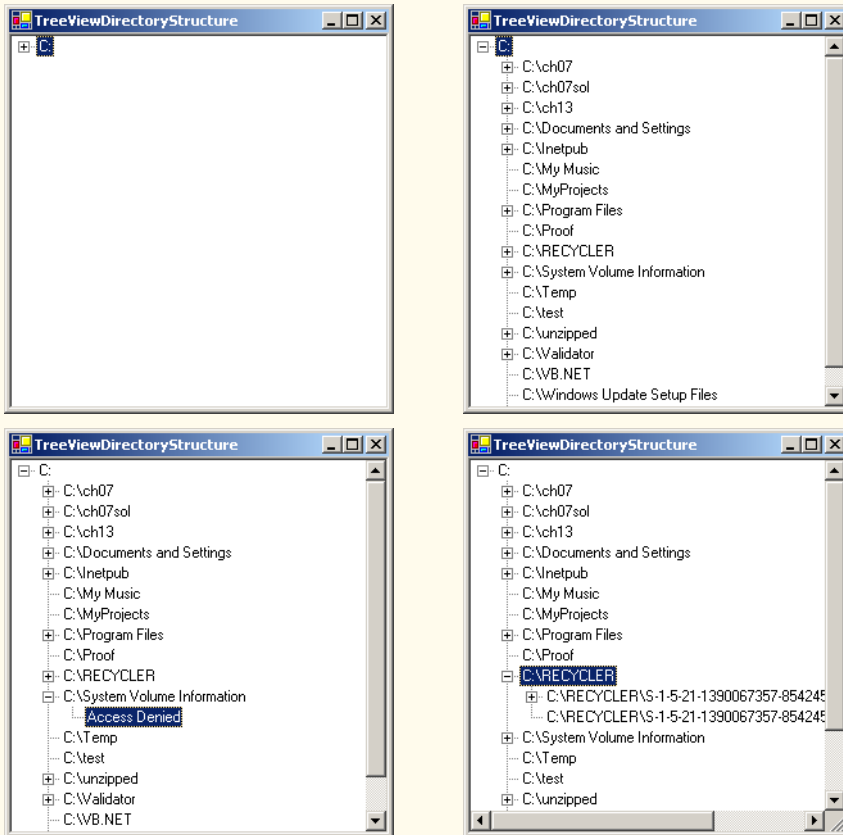 TreeViewDirectoryStructure
C:
TreeViewDirectoryStructure
C:
C:\ch07
C:\ch07sol
C:\ch13
C:\Documents and Settings
C:\Inetpub
C:\My Music
C:\MyProjects
C:\Program Files
C:\Proof
C:\RECYCLER
C:\System Volume Information
C:\Temp
C:\test
C:\unzipped
C:\Validator
C:\VB.NET
C:\Windows Update Setup Files
TreeViewDirectoryStructure
C:
C:\ch07
C:\ch07sol
C:\ch13
C:\Documents and Settings
C:\Inetpub
C:\My Music
C:\MyProjects
C:\Program Files
C:\Proof
C:\RECYCLER
C:\System Volume Information
Access Denied
C:\Temp
C:\test
C:\unzipped
C:\Validator
C:\VB.NET
TreeViewDirectoryStructure
C:
C:\ch07
C:\ch07sol
C:\ch13
C:\Documents and Settings
C:\Inetpub
C:\My Music
C:\MyProjects
C:\Program Files
C:\Proof
C:\RECYCLER
C:\RECYCLER\S-1-5-21-1390067357-854245
C:\RECYCLER\S-1-5-21-1390067357-854245
C:\System Volume Information
C:\Temp
C:\test
C:\unzipped